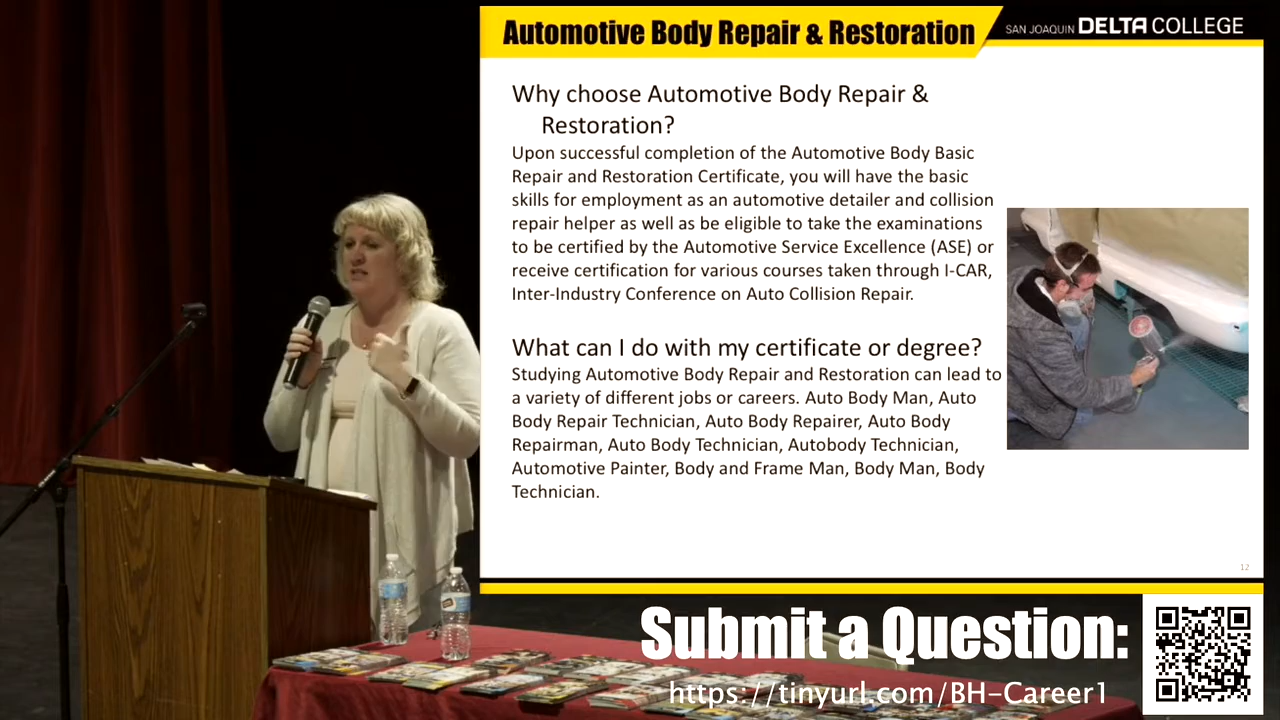 Automotive Body Repair & Restoration
SAN JOAQUIN DELTA COLLEGE
Why choose Automotive Body Repair &
Restoration?
Upon successful completion of the Automotive Body Basic
Repair and Restoration Certificate, you will have the basic
skills for employment as an automotive detailer and collision
repair helper as well as be eligible to take the examinations
to be certified by the Automotive Service Excellence (ASE) or
receive certification for various courses taken through I-CAR,
Inter-Industry Conference on Auto Collision Repair.
What can I do with my certificate or degree?
Studying Automotive Body Repair and Restoration can lead to
a variety of different jobs or careers. Auto Body Man, Auto
Body Repair Technician, Auto Body Repairer, Auto Body
Repairman, Auto Body Technician, Autobody Technician,
Automotive Painter, Body and Frame Man, Body Man, Body
Technician.
12
Submit a Question:
https://tinyurl.com/BH-Career1